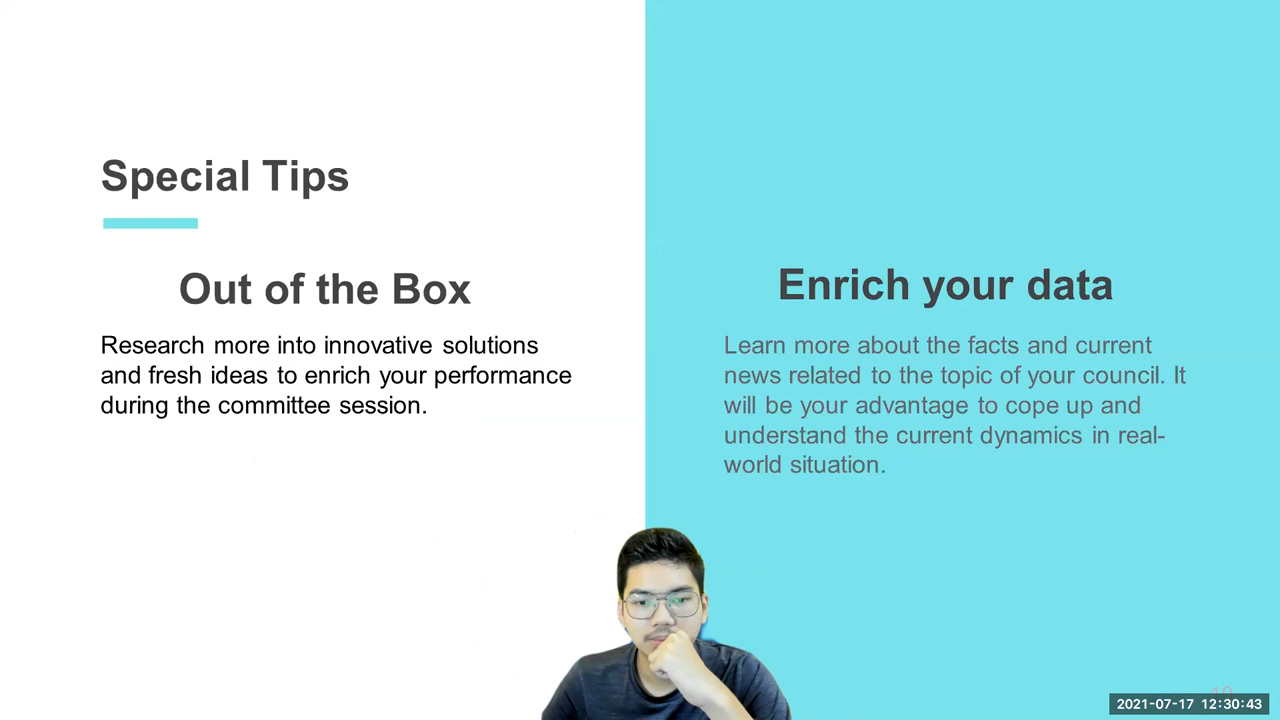 Special Tips
Out of the Box
Research more into innovative solutions
and fresh ideas to enrich your performance
during the committee session.
Enrich your data
Learn more about the facts and current
news related to the topic of your council. It
will be your advantage to cope up and
understand the current dynamics in real-
world situation.
2021-07-17 12:30:43